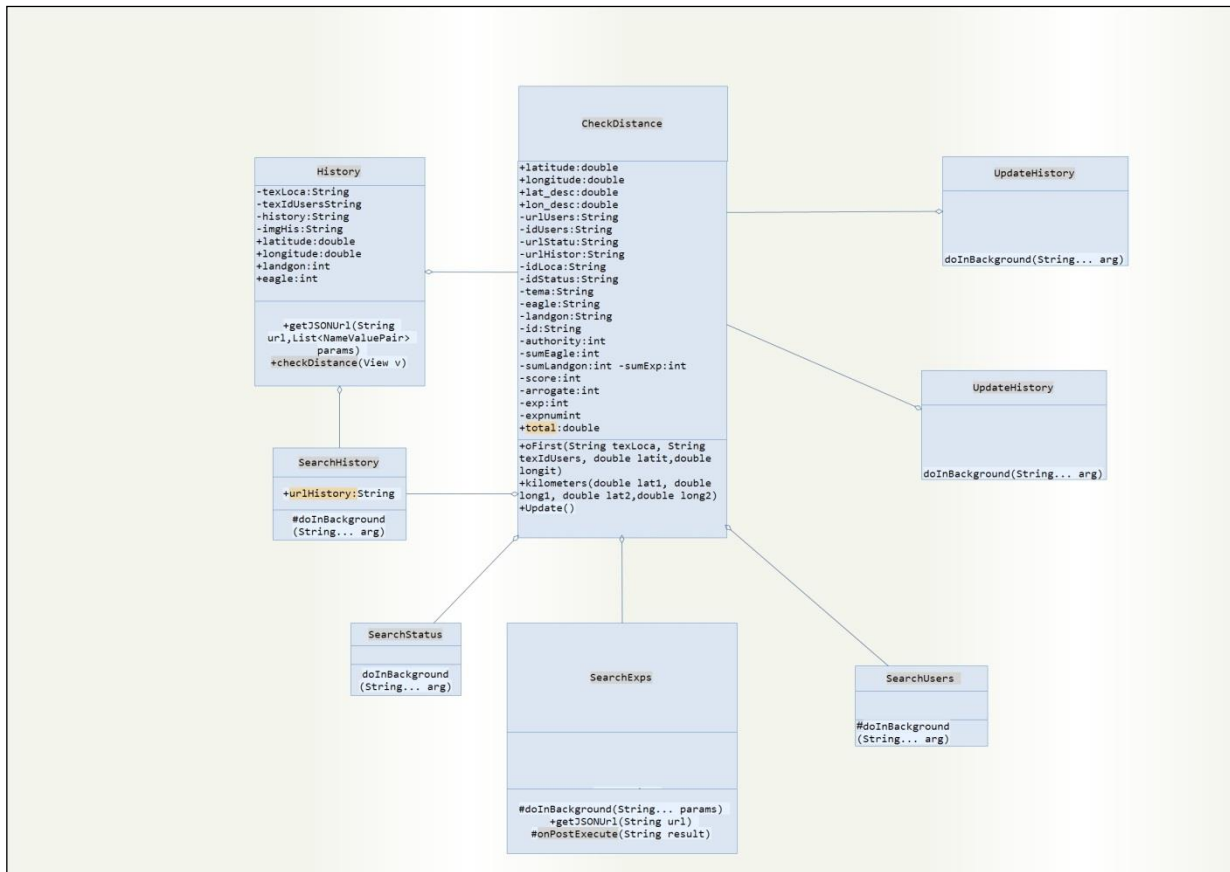 CheckDistance
+latitude:double
+longitude:double
+lat_desc:double
+lon_desc:double
-urlUsers:String
-idUsers:String
-urlStatu:String
-urlHistor:String
-idLoca:String
-idStatus:String
-tema:String
-eagle:String
-landgon:String
-id:String
-authority:int
-sumEagle:int
-sumLandgon:int -sumExp:int
-score:int
-arrogate:int
-exp:int
-expnumint
+total:double
+oFirst(String texLoca, String
texIdUsers, double latit,double
longit)
+kilometers(double lat1, double
long1, double lat2,double long2)
+Update()
History
-texLoca:String
-texIdUsersString
-history:String
-imgHis:String
+latitude:double
+longitude:double
+landgon:int
+eagle:int
+getJSONUrl(String
url,List<NameValuePair>
params)
+checkDistance(View v)
UpdateHistory
doInBackground(String... arg)
UpdateHistory
doInBackground(String... arg)
SearchHistory
+urlHistory:String
#doInBackground
(String... arg)
SearchStatus
doInBackground
(String... arg)
SearchExps
#doInBackground(String... params)
+getJSONUrl(String url)
#onPostExecute(String result)
SearchUsers
#doInBackground
(String... arg)